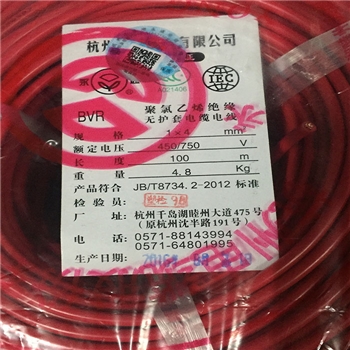 杭州 有限公司
A021406
IEC
BVR 聚氯乙烯绝缘
无护套电缆电线
规格 1×4 mm
额定电压 450/750 V
长度 100 m
重量 4.8 Kg
产品符合 JB/T8734.2-2012 标准
检验员:
厂址: 杭州千岛湖睦州大道475号
(原杭州沈半路191号)
电话: 0571-88143994
0571-64801995
生产日期: